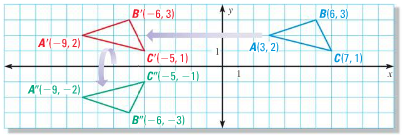 B′(−6, 3)
y
B(6, 3)
A′(−9, 2)
A(3, 2)
C′(−5, 1)
1
C(7, 1)
x
1
C″(−5, −1)
A″(−9, −2)
B″(−6, −3)